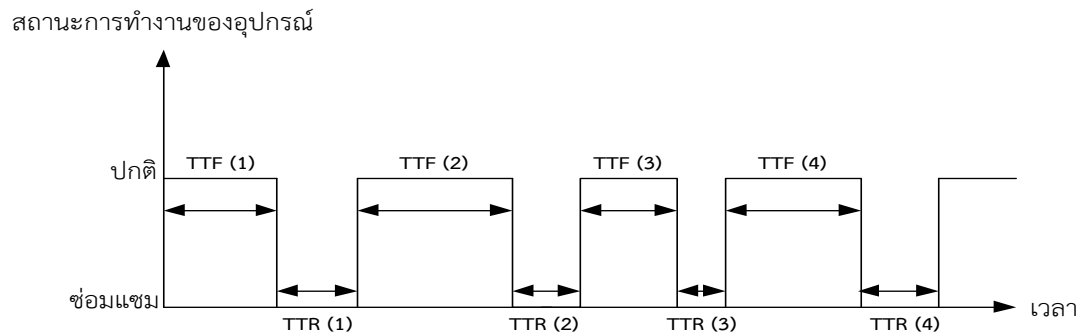 สถานะการทำงานของอุปกรณ์
TTF (1) TTF (2) TTF (3) TTF (4)
ปกติ
ซ่อมแซม
เวลา
TTR (1) TTR (2) TTR (3) TTR (4)